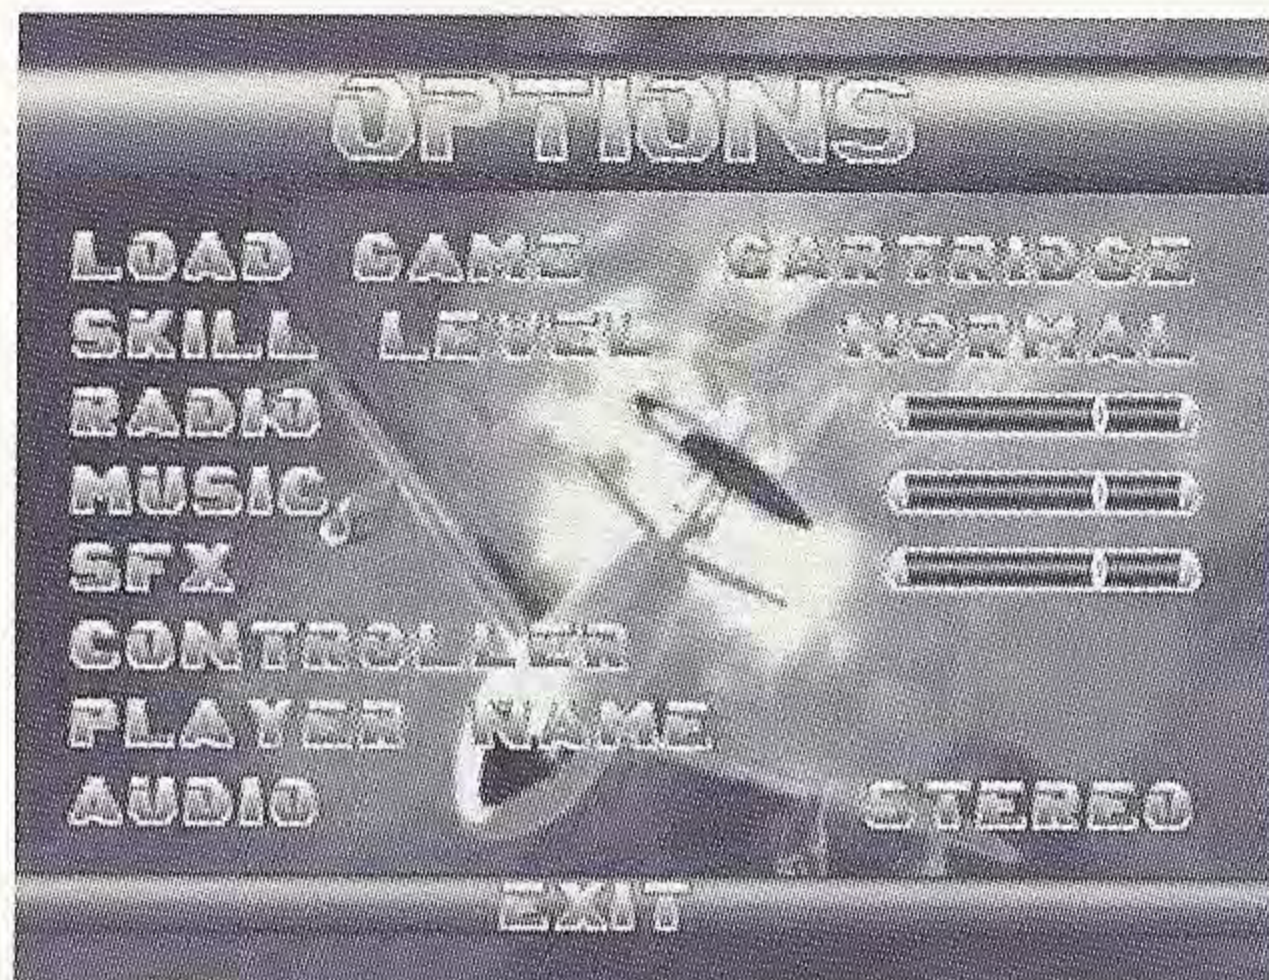 OPTIONS
LOAD GAME CARTRIDGE
SKILL LEVEL NORMAL
RADIO
MUSIC
SFX
CONTROLLER
PLAYER NAME
AUDIO STEREO
EXIT